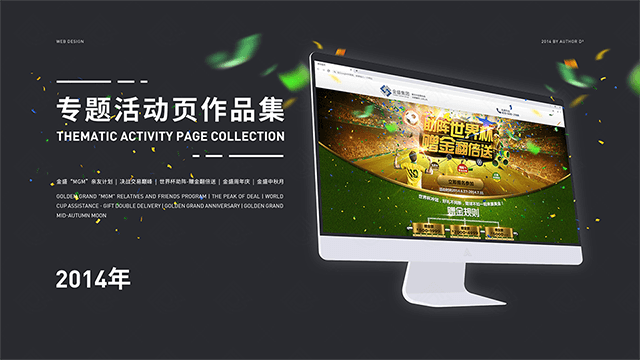 WEB DESIGN
2014 BY AUTHOR D*
专题活动页作品集
THEMATIC ACTIVITY PAGE COLLECTION
金盛“MGM”亲友计划 | 决战交易巅峰 | 世界杯助阵-赠金翻倍送 | 金盛周年庆 | 金盛中秋月
GOLDEN GRAND "MGM" RELATIVES AND FRIENDS PROGRAM | THE PEAK OF DEAL | WORLD
CUP ASSISTANCE - GIFT DOUBLE DELIVERY | GOLDEN GRAND ANNIVERSARY | GOLDEN GRAND
MID-AUTUMN MOON
2014年
金盛集团
助阵世界杯
赠金翻倍送
赠金规则